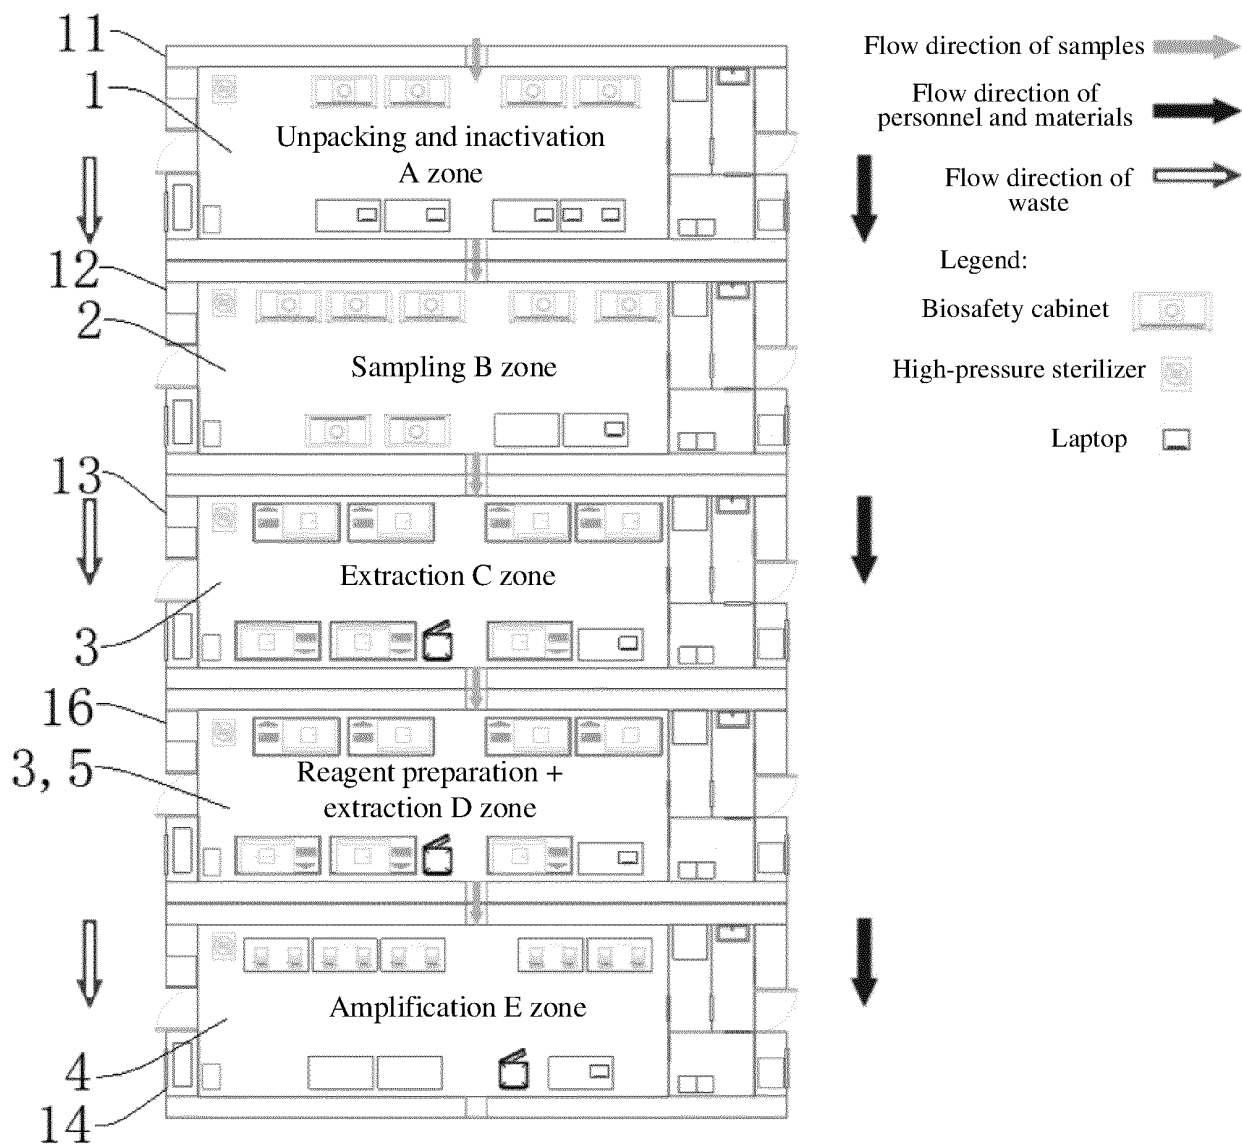 11
1
Unpacking and inactivation
A zone
12
2
Sampling B zone
13
Extraction C zone
3
16
3, 5
Reagent preparation +
extraction D zone
Amplification E zone
4
14
Flow direction of samples
Flow direction of
personnel and materials
Flow direction of
waste
Legend:
Biosafety cabinet
High-pressure sterilizer
Laptop